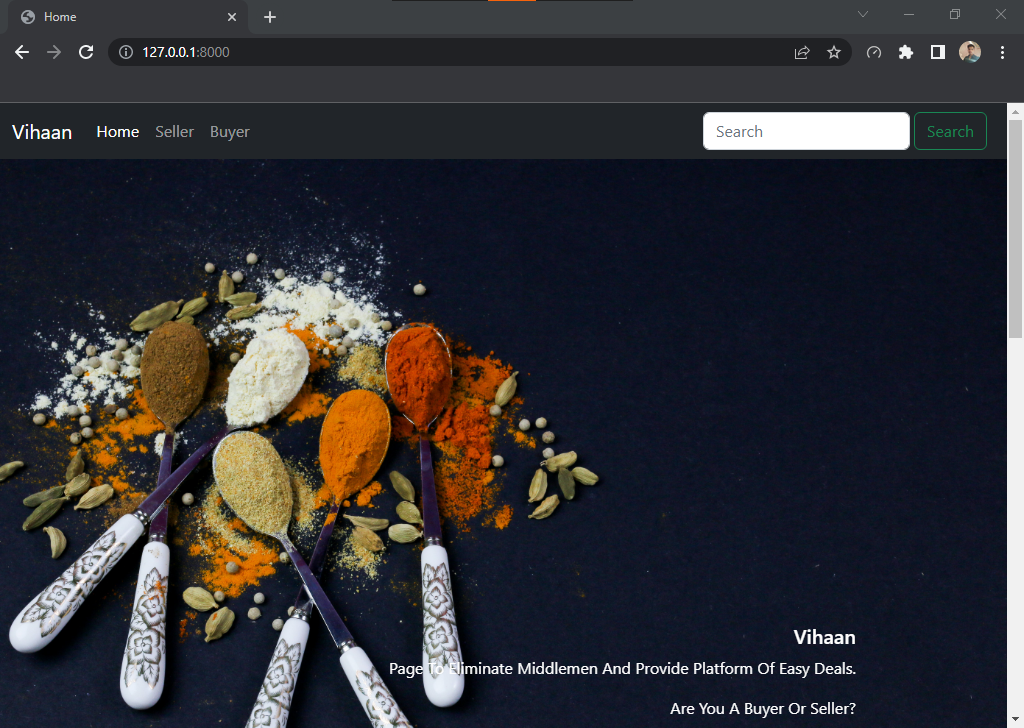 Home
127.0.0.1:8000
Vihaan Home Seller Buyer Search Search
Vihaan
Page To Eliminate Middlemen And Provide Platform Of Easy Deals.
Are You A Buyer Or Seller?